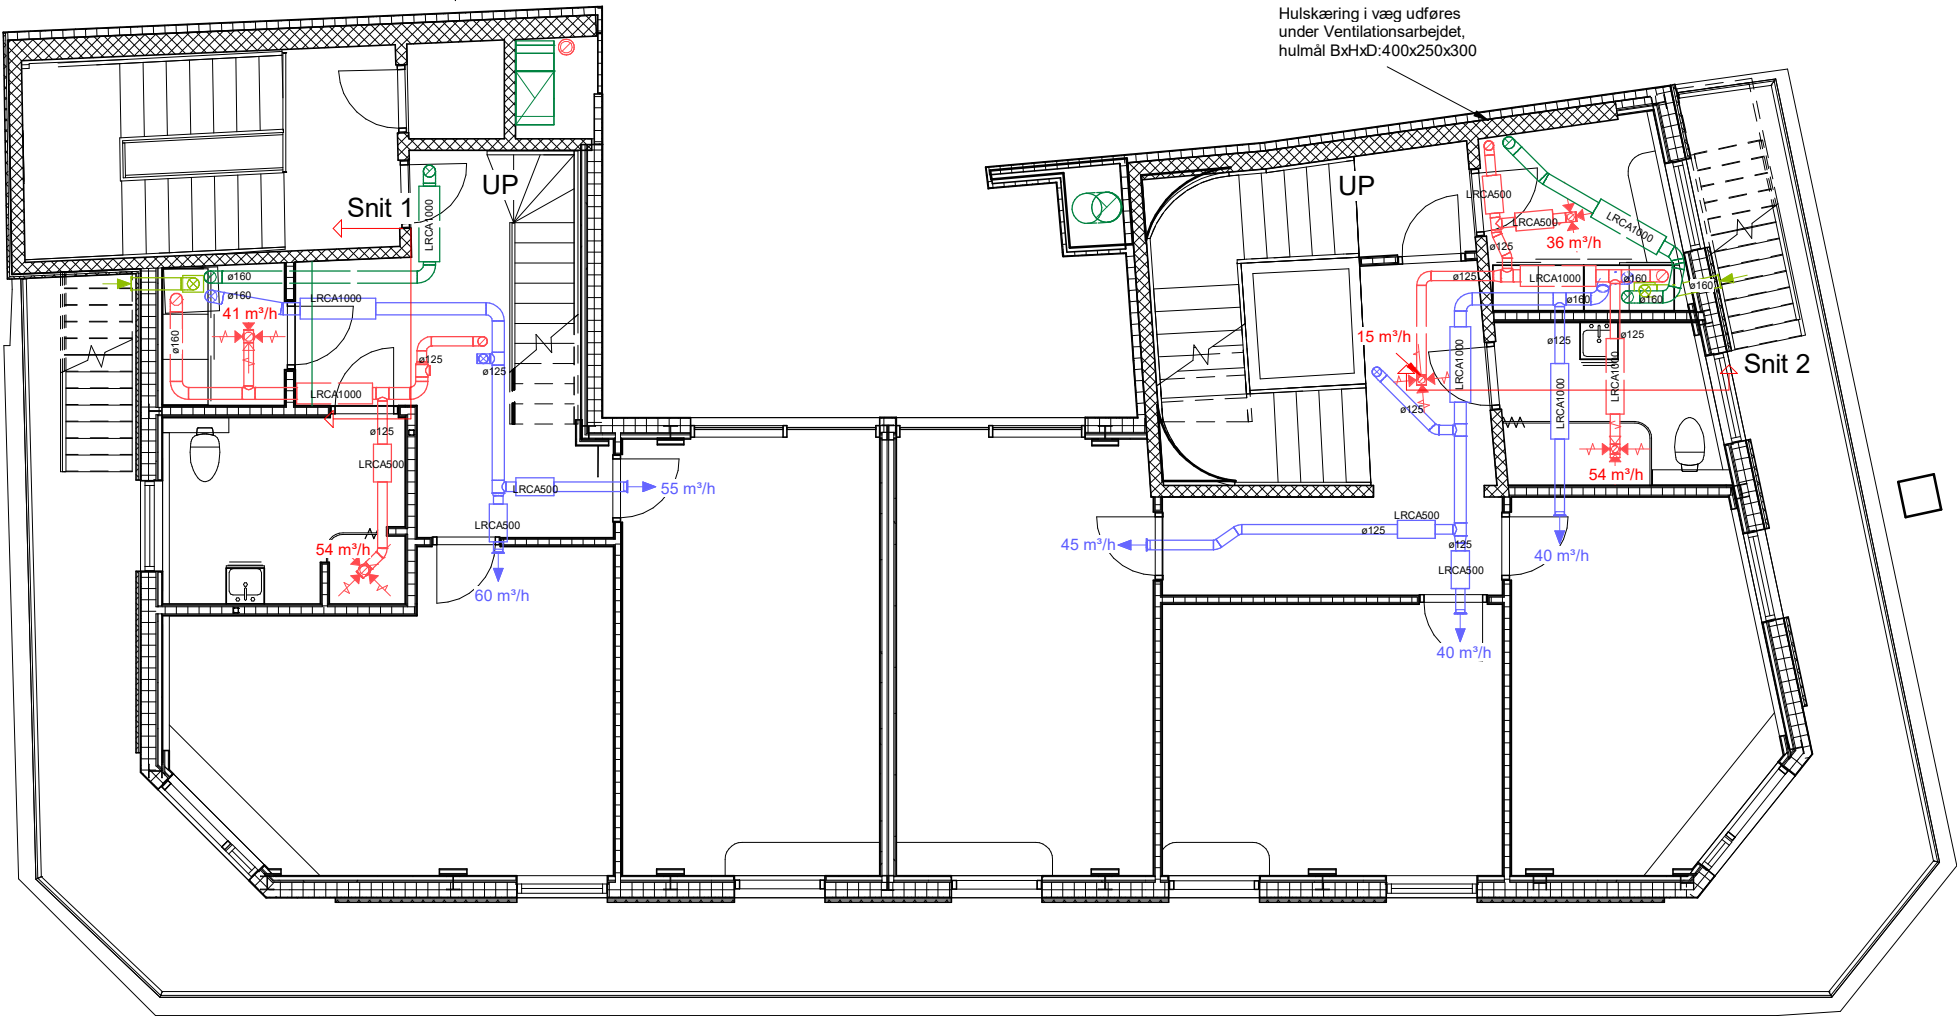 Hulskæring i væg udføres
under Ventilationsarbejdet,
hulmål BxHxD:400x250x300
UP
Snit 1
LRCA1000
ø160
ø160
LRCA1000
41 m³/h
ø160
ø125
ø125
LRCA1000
ø125
LRCA500
LRCA500
55 m³/h
LRCA500
54 m³/h
60 m³/h
UP
LRCA500
LRCA500
LRCA1000
36 m³/h
ø125
ø125
LRCA1000
ø160
ø160
ø160
ø160
15 m³/h
LRCA1000
ø125
ø125
LRCA1000
LRCA1000
Snit 2
ø125
54 m³/h
LRCA500
ø125
ø125
45 m³/h
40 m³/h
LRCA500
40 m³/h